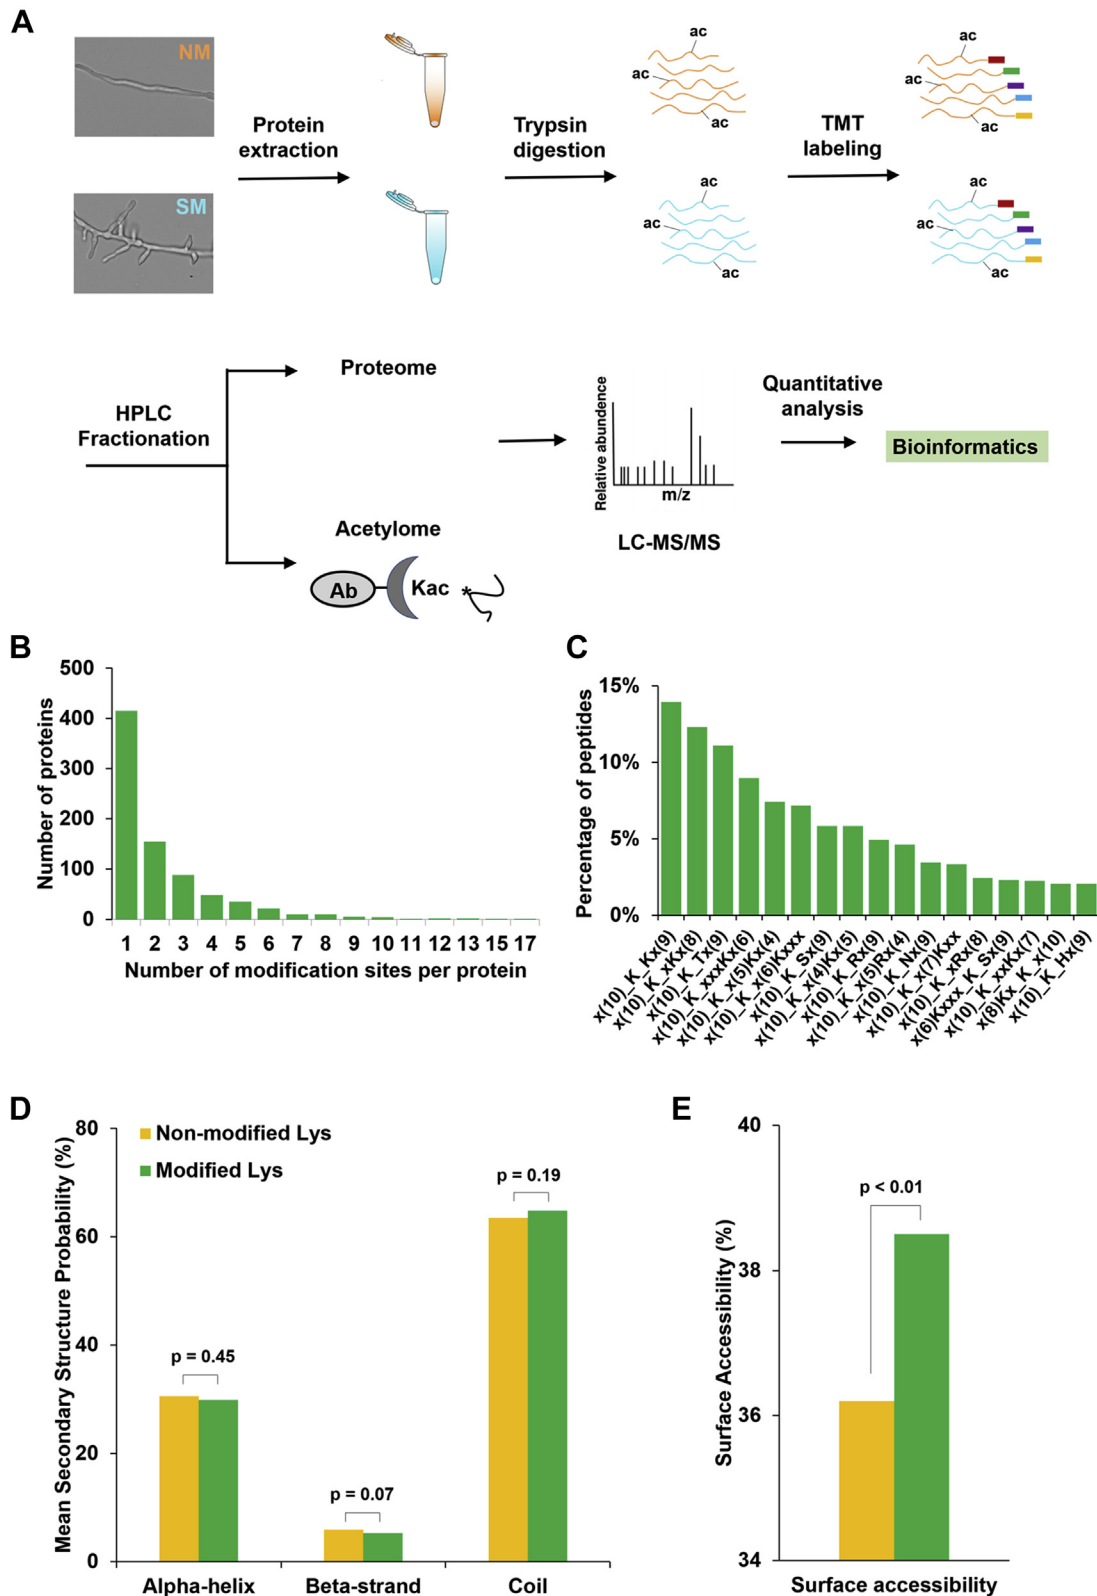 A
NM
SM
Protein
extraction
Trypsin
digestion
ac
ac
ac
ac
ac
ac
TMT
labeling
ac
ac
ac
ac
ac
ac
HPLC
Fractionation
Proteome
Acetylome
Ab
Kac
*
Relative abundance
m/z
LC-MS/MS
Quantitative
analysis
Bioinformatics
B
Number of proteins
500
400
300
200
100
0
1 2 3 4 5 6 7 8 9 10 11 12 13 15 17
Number of modification sites per protein
C
Percentage of peptides
15%
10%
5%
0%
x(10)_K_Kx(9)
x(10)_K_xKx(8)
x(10)_K_Tx(9)
x(10)_K_xxxKx(6)
x(10)_K_x(5)Kx(4)
x(10)_K_x(6)Kxxx
x(10)_K_Sx(9)
x(10)_K_x(4)Kx(5)
x(10)_K_Rx(9)
x(10)_K_x(5)Rx(4)
x(10)_K_Nx(9)
x(10)_K_x(7)Kxx
x(10)_K_xRx(8)
x(6)Kxxx_K_Sx(9)
x(10)_K_xxKx(7)
x(8)Kx_K_x(10)
x(10)_K_Hx(9)
D
Mean Secondary Structure Probability (%)
80
60
40
20
0
Non-modified Lys
Modified Lys
p = 0.45
p = 0.07
p = 0.19
Alpha-helix Beta-strand Coil
E
Surface Accessibility (%)
40
38
36
34
p < 0.01
Surface accessibility